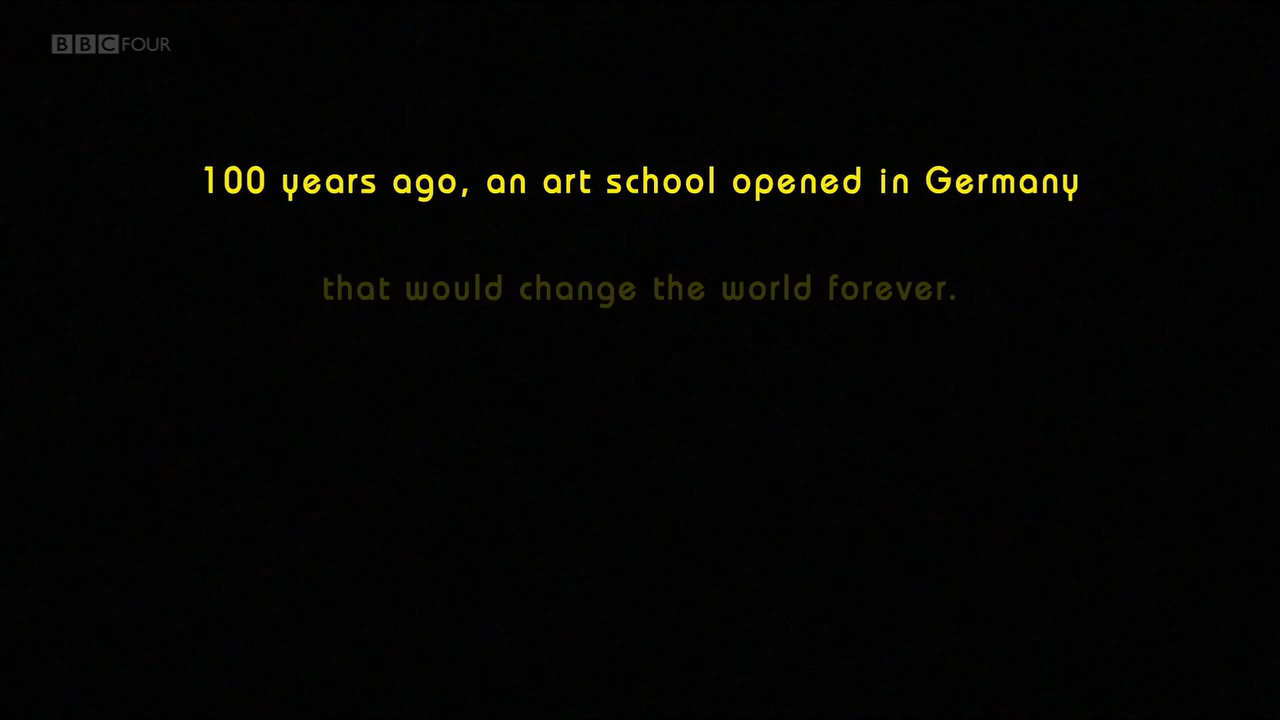 BBC FOUR
100 years ago, an art school opened in Germany
that would change the world forever.